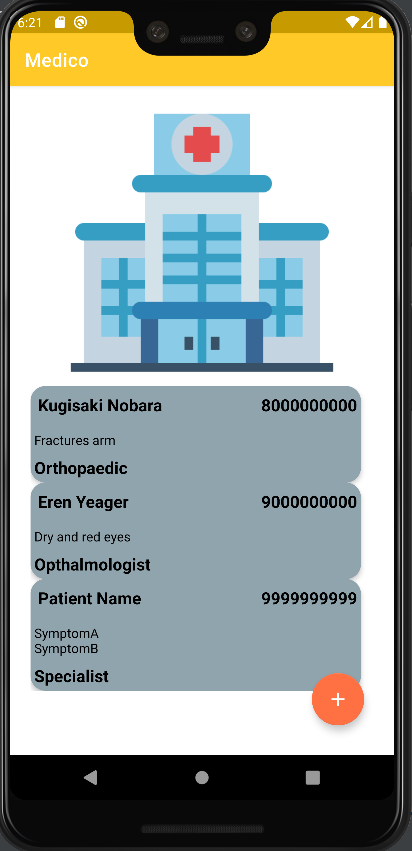 6:21
Medico
Kugisaki Nobara 8000000000
Fractures arm
Orthopaedic
Eren Yeager 9000000000
Dry and red eyes
Opthalmologist
Patient Name 9999999999
SymptomA
SymptomB
Specialist
+